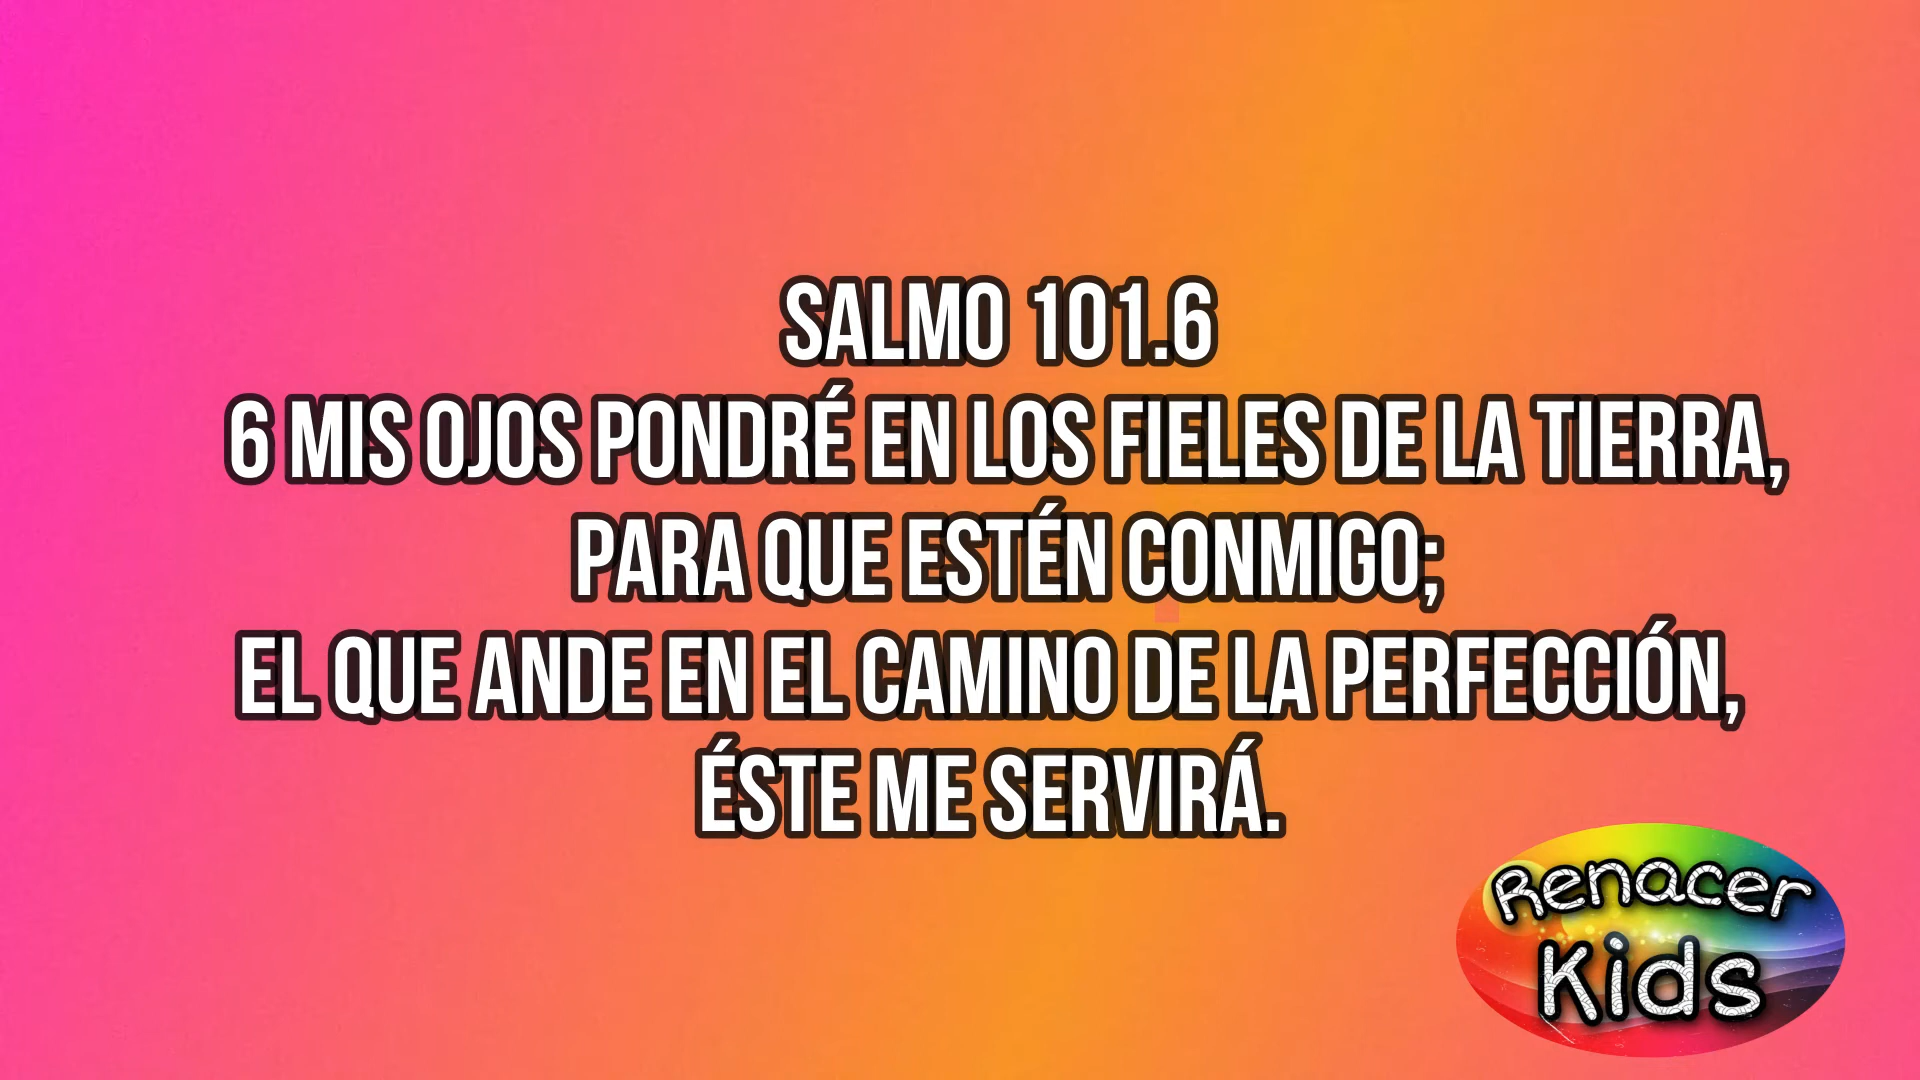 SALMO 101.6
6 MIS OJOS PONDRÉ EN LOS FIELES DE LA TIERRA,
PARA QUE ESTÉN CONMIGO;
EL QUE ANDE EN EL CAMINO DE LA PERFECCIÓN,
ÉSTE ME SERVIRÁ.
Renacer
Kids